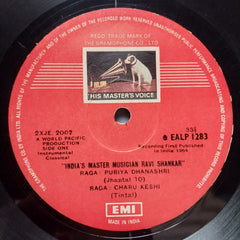 REGD. TRADE MARK OF
THE GRAMOPHONE CO., LTD.
HIS MASTER'S VOICE
2XJE. 2002
A WORLD PACIFIC
PRODUCTION
SIDE ONE
Instrumental
Classical
33⅓
EALP 1283
Recording First Published
in India 1964
"INDIA'S MASTER MUSICIAN RAVI SHANKAR"
RAGA: PURIYA DHANASHRI
(Jhaptal 10)
RAGA: CHARU KESHI
(Tintal)
EMI
MADE IN INDIA